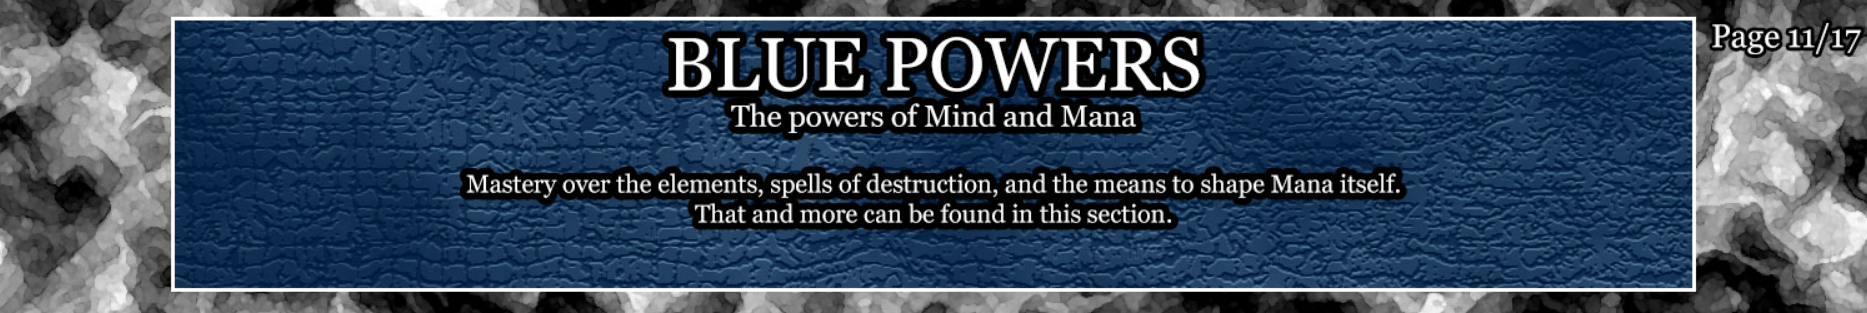 BLUE POWERS
Page 11/17
The powers of Mind and Mana
Mastery over the elements, spells of destruction, and the means to shape Mana itself.
That and more can be found in this section.